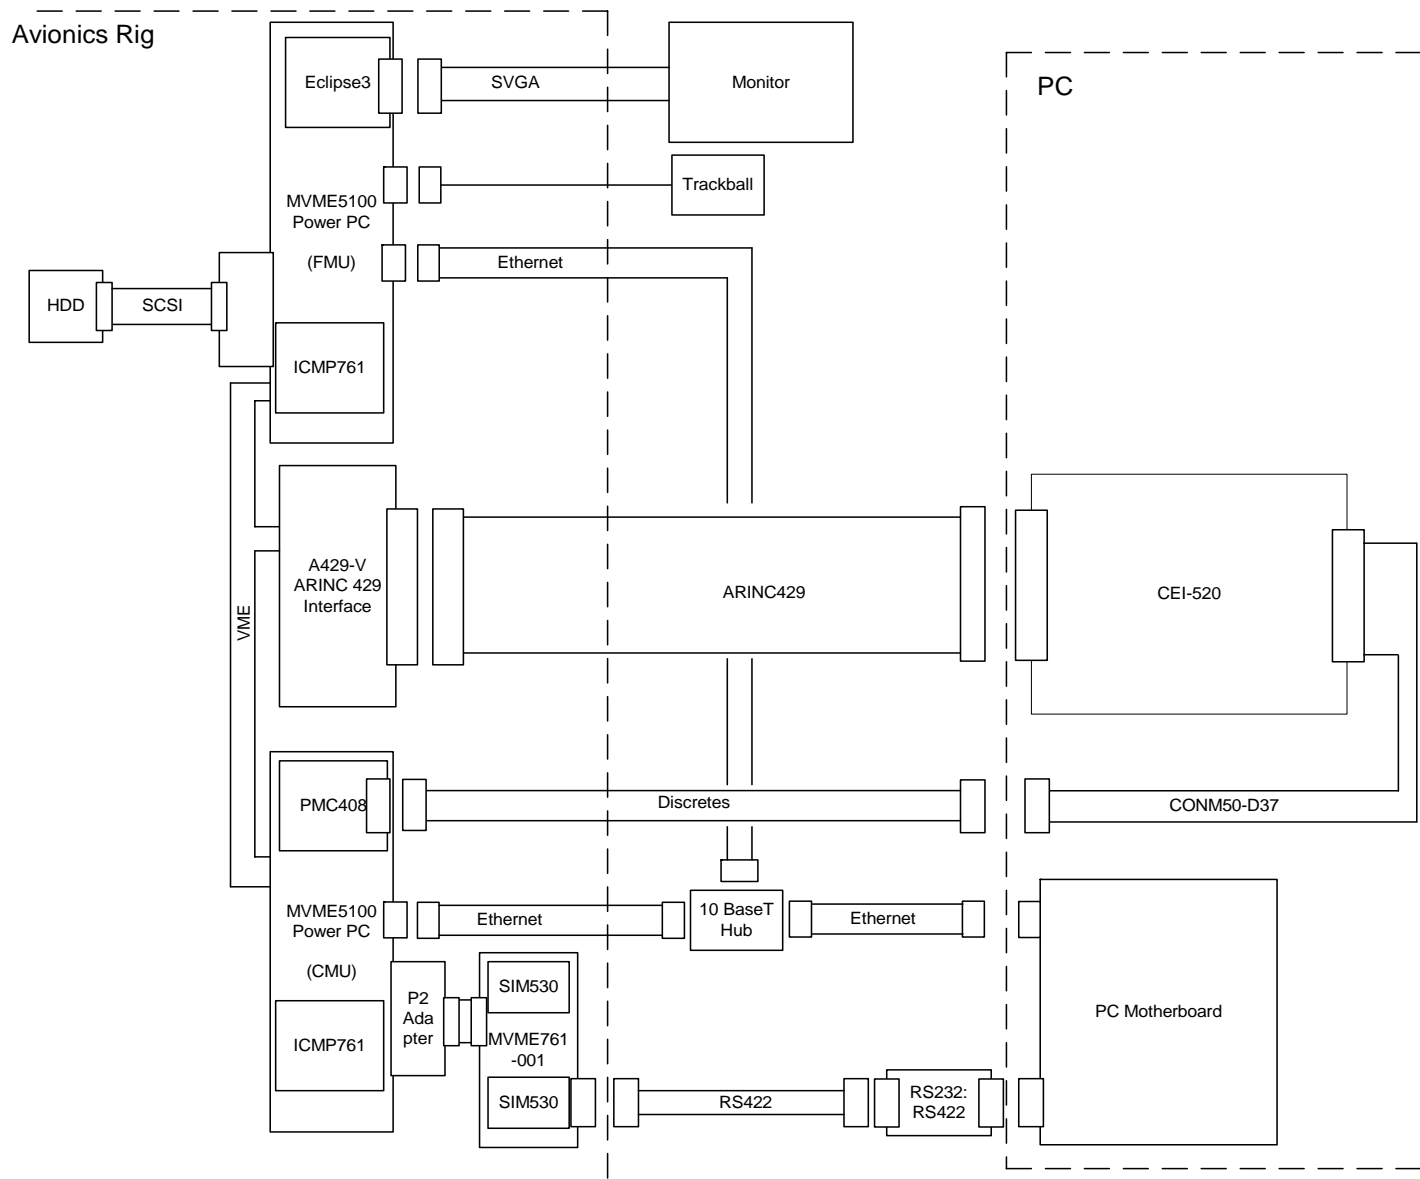 Avionics Rig
PC
Eclipse3
SVGA
Monitor
Trackball
MVME5100
Power PC
(FMU)
Ethernet
HDD
SCSI
ICMP761
VME
A429-V
ARINC 429
Interface
ARINC429
CEI-520
PMC408
Discretes
CONM50-D37
MVME5100
Power PC
(CMU)
Ethernet
10 BaseT
Hub
Ethernet
P2
Ada
pter
SIM530
MVME761
-001
SIM530
ICMP761
RS422
RS232:
RS422
PC Motherboard